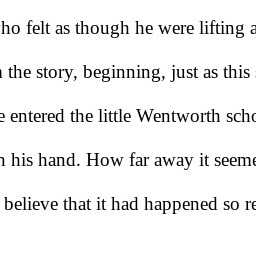 who felt as though he were lifting a
the story, beginning, just as this
entered the little Wentworth
his hand. How far away it
believe that it had happened so